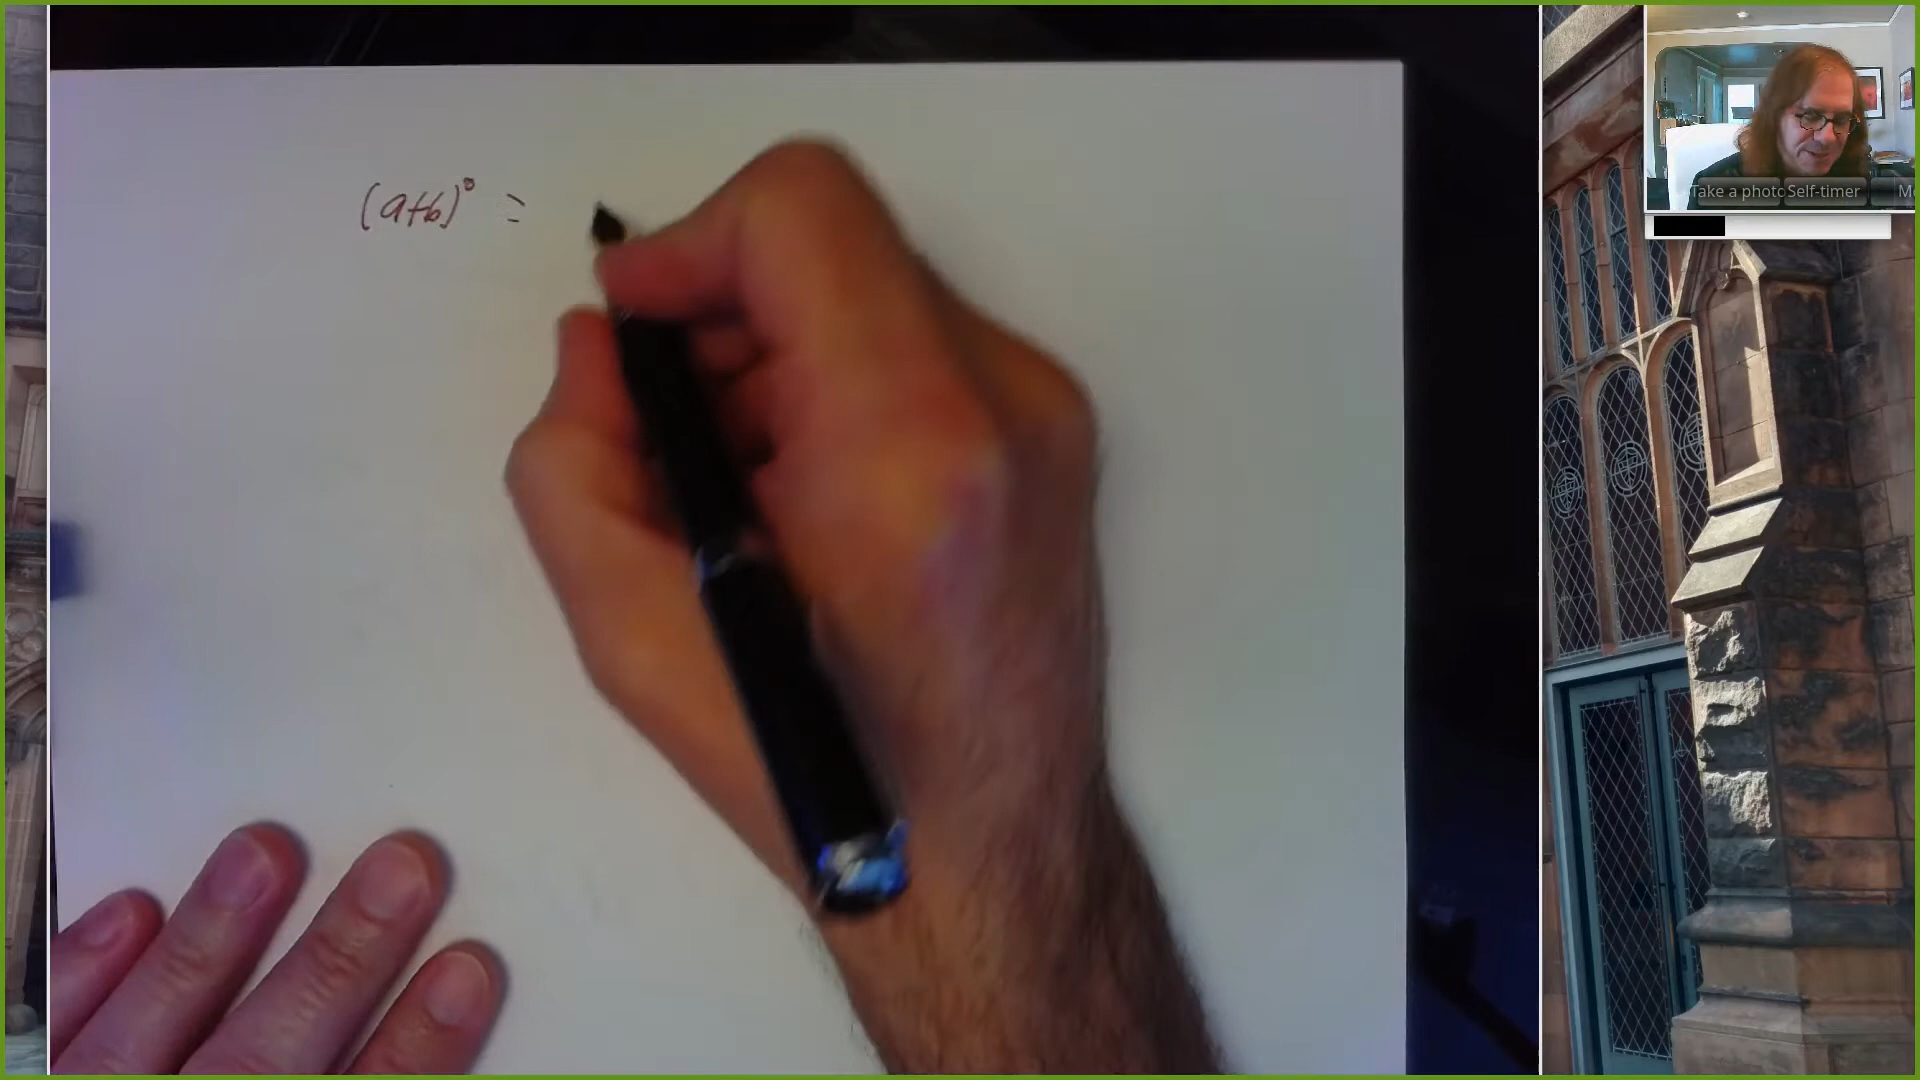 (a+b)⁰ =
Take a photo Self-timer